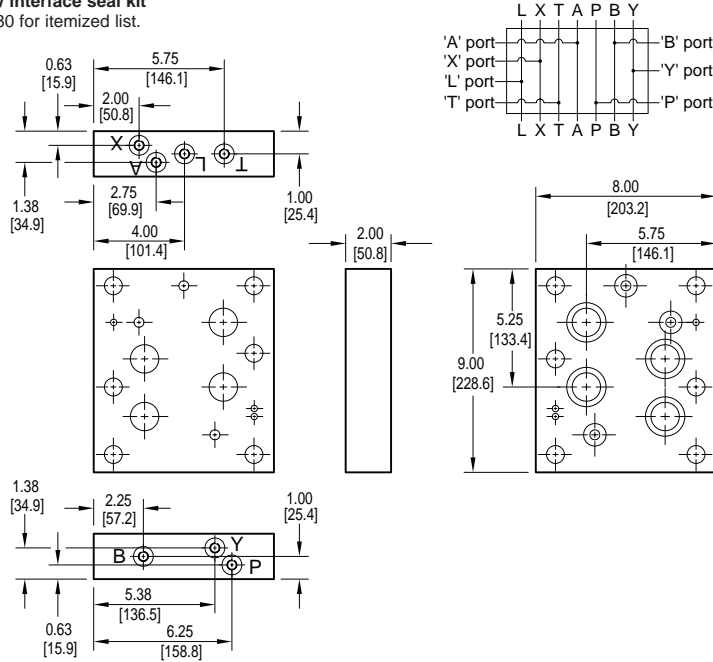 interface seal kit
30 for itemized list.
L X T A P B Y
'A' port
'X' port
'L' port
'T' port
'B' port
'Y' port
'P' port
L X T A P B Y
0.63
[15.9]
5.75
[146.1]
2.00
[50.8]
X
A
L
T
1.38
[34.9]
2.75
[69.9]
4.00
[101.4]
1.00
[25.4]
2.00
[50.8]
8.00
[203.2]
5.75
[146.1]
5.25
[133.4]
9.00
[228.6]
1.38
[34.9]
2.25
[57.2]
1.00
[25.4]
B
Y
P
5.38
[136.5]
0.63
[15.9]
6.25
[158.8]